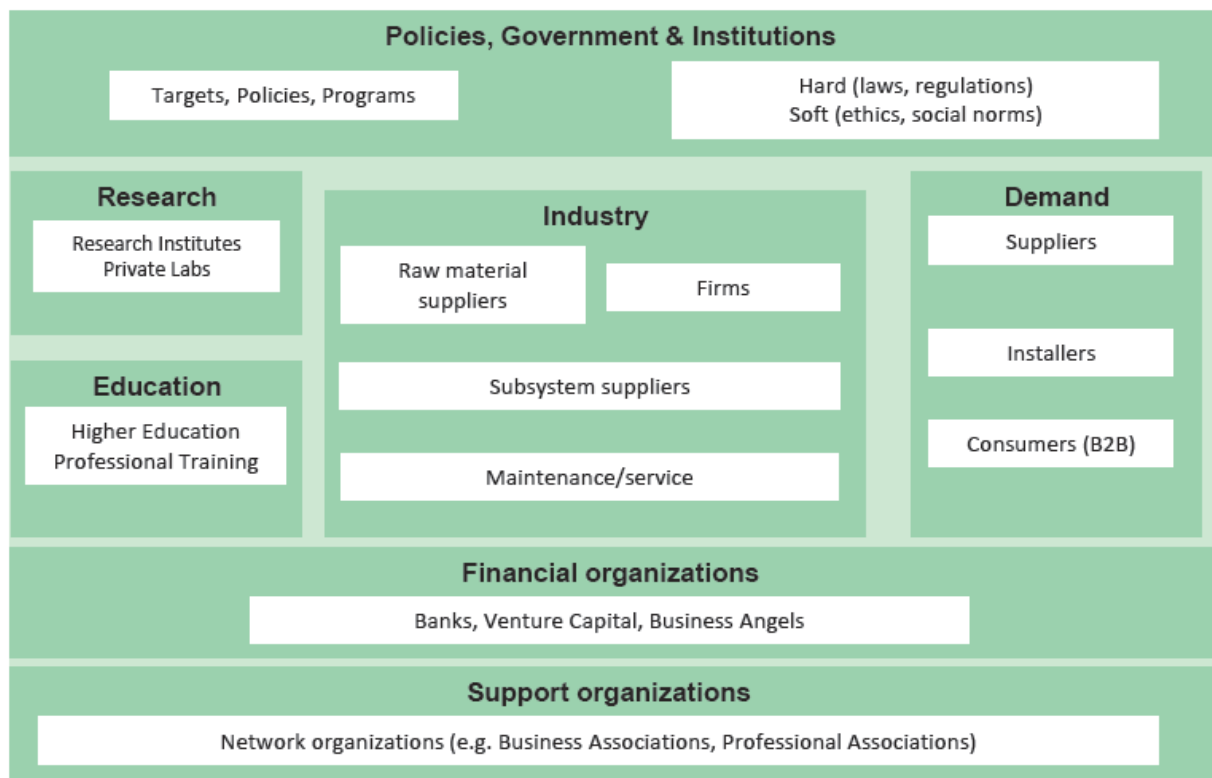 Policies, Government & Institutions
Targets, Policies, Programs
Hard (laws, regulations)
Soft (ethics, social norms)
Research
Research Institutes
Private Labs
Education
Higher Education
Professional Training
Industry
Raw material
suppliers
Firms
Subsystem suppliers
Maintenance/service
Demand
Suppliers
Installers
Consumers (B2B)
Financial organizations
Banks, Venture Capital, Business Angels
Support organizations
Network organizations (e.g. Business Associations, Professional Associations)